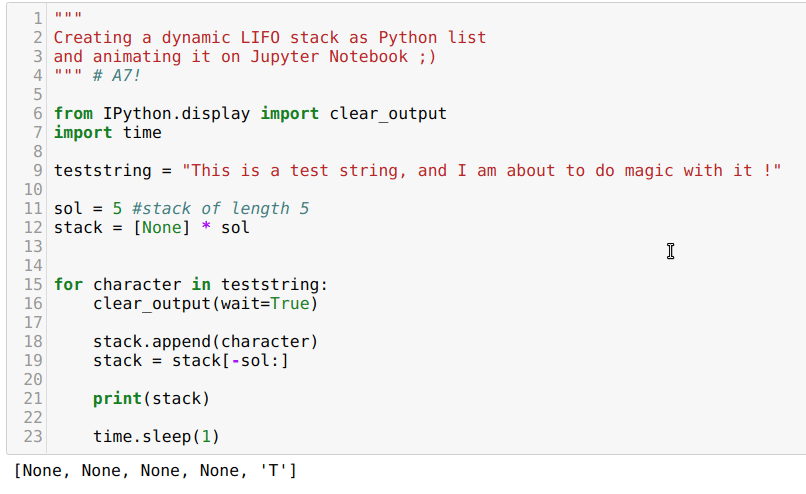 1 """
2 Creating a dynamic LIFO stack as Python list
3 and animating it on Jupyter Notebook ;)
4 """ # A7!
5
6 from IPython.display import clear_output
7 import time
8
9 teststring = "This is a test string, and I am about to do magic with it !"
10
11 sol = 5 #stack of length 5
12 stack = [None] * sol
13
14
15 for character in teststring:
16     clear_output(wait=True)
17
18     stack.append(character)
19     stack = stack[-sol:]
20
21     print(stack)
22
23     time.sleep(1)
[None, None, None, None, 'T']